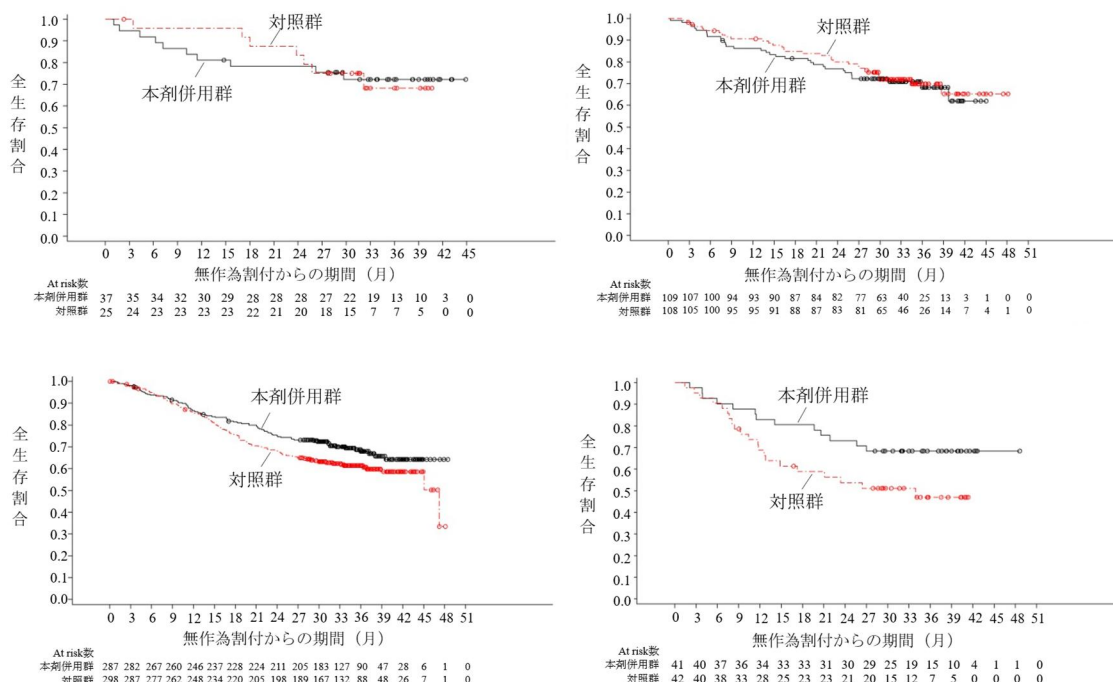 全生存割合
1.0
0.9
0.8
0.7
0.6
0.5
0.4
0.3
0.2
0.1
0.0
対照群
本剤併用群
0 3 6 9 12 15 18 21 24 27 30 33 36 39 42 45
無作為割付からの期間（月）
At risk数
本剤併用群 37 35 34 32 30 29 28 28 28 27 22 19 13 10 3 0
対照群 25 24 23 23 23 23 22 21 20 18 15 7 7 5 0 0
全生存割合
1.0
0.9
0.8
0.7
0.6
0.5
0.4
0.3
0.2
0.1
0.0
対照群
本剤併用群
0 3 6 9 12 15 18 21 24 27 30 33 36 39 42 45 48 51
無作為割付からの期間（月）
At risk数
本剤併用群 109 107 100 94 93 90 87 84 82 77 63 40 25 13 3 1 0 0
対照群 108 105 100 95 95 91 88 87 83 81 65 46 26 14 7 4 1 0
全生存割合
1.0
0.9
0.8
0.7
0.6
0.5
0.4
0.3
0.2
0.1
0.0
本剤併用群
対照群
0 3 6 9 12 15 18 21 24 27 30 33 36 39 42 45 48 51
無作為割付からの期間（月）
At risk数
本剤併用群 287 282 267 260 246 237 228 224 211 205 183 127 90 47 28 6 1 0
対照群 298 287 277 262 248 234 220 205 198 189 167 132 88 48 26 7 1 0
全生存割合
1.0
0.9
0.8
0.7
0.6
0.5
0.4
0.3
0.2
0.1
0.0
本剤併用群
対照群
0 3 6 9 12 15 18 21 24 27 30 33 36 39 42 45 48 51
無作為割付からの期間（月）
At risk数
本剤併用群 41 40 37 36 34 33 33 31 30 29 25 19 15 10 4 1 1 0
対照群 42 40 38 33 28 25 23 23 21 20 15 12 7 5 0 0 0 0